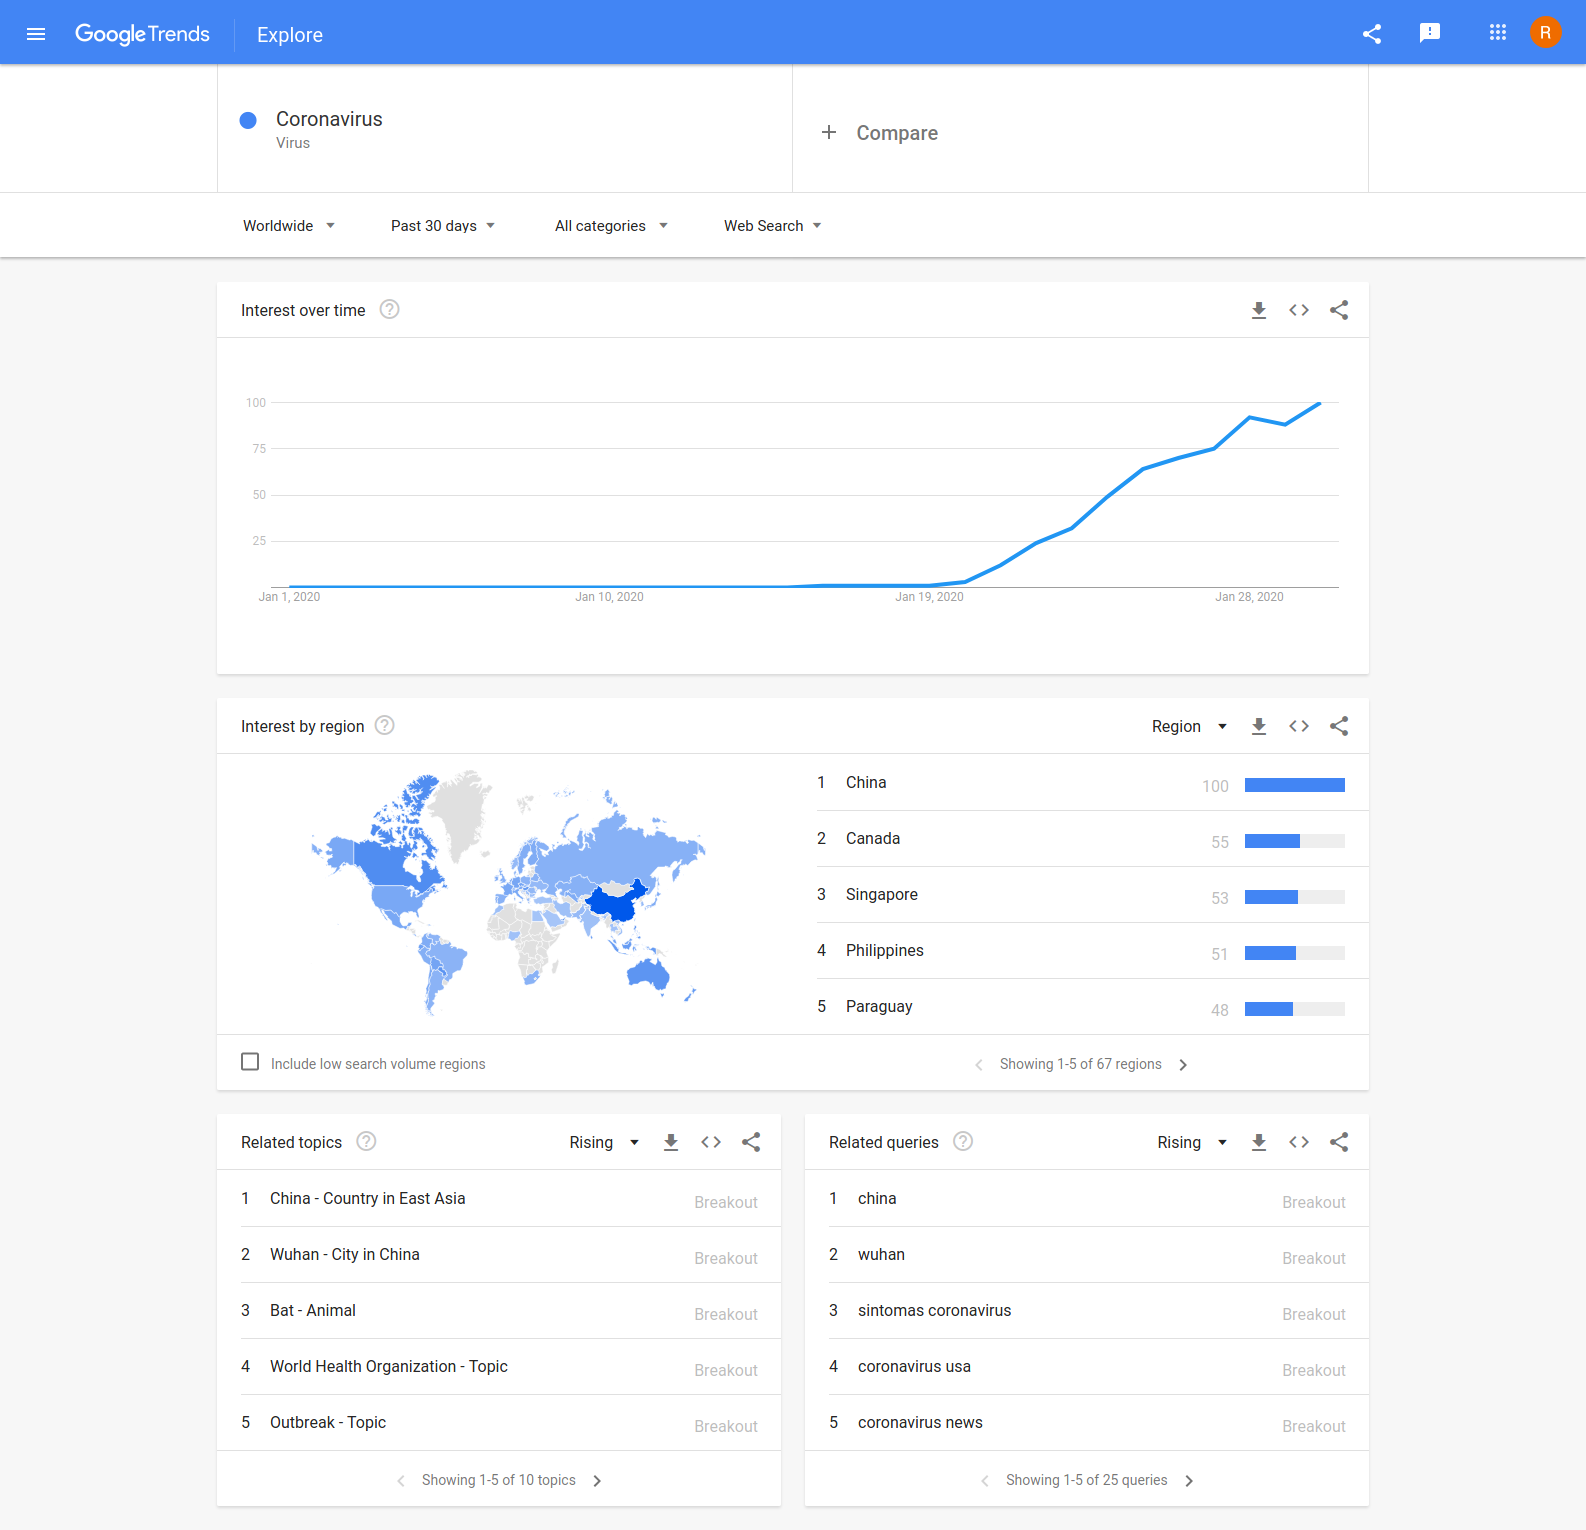 GoogleTrends
Explore
R
Coronavirus
Virus
+ Compare
Worldwide
Past 30 days
All categories
Web Search
Interest over time
100
75
50
25
Jan 1, 2020
Jan 10, 2020
Jan 19, 2020
Jan 28, 2020
Interest by region
Region
1 China 100
2 Canada 55
3 Singapore 53
4 Philippines 51
5 Paraguay 48
Include low search volume regions
Showing 1-5 of 67 regions
Related topics
Rising
1 China - Country in East Asia Breakout
2 Wuhan - City in China Breakout
3 Bat - Animal Breakout
4 World Health Organization - Topic Breakout
5 Outbreak - Topic Breakout
Showing 1-5 of 10 topics
Related queries
Rising
1 china Breakout
2 wuhan Breakout
3 sintomas coronavirus Breakout
4 coronavirus usa Breakout
5 coronavirus news Breakout
Showing 1-5 of 25 queries